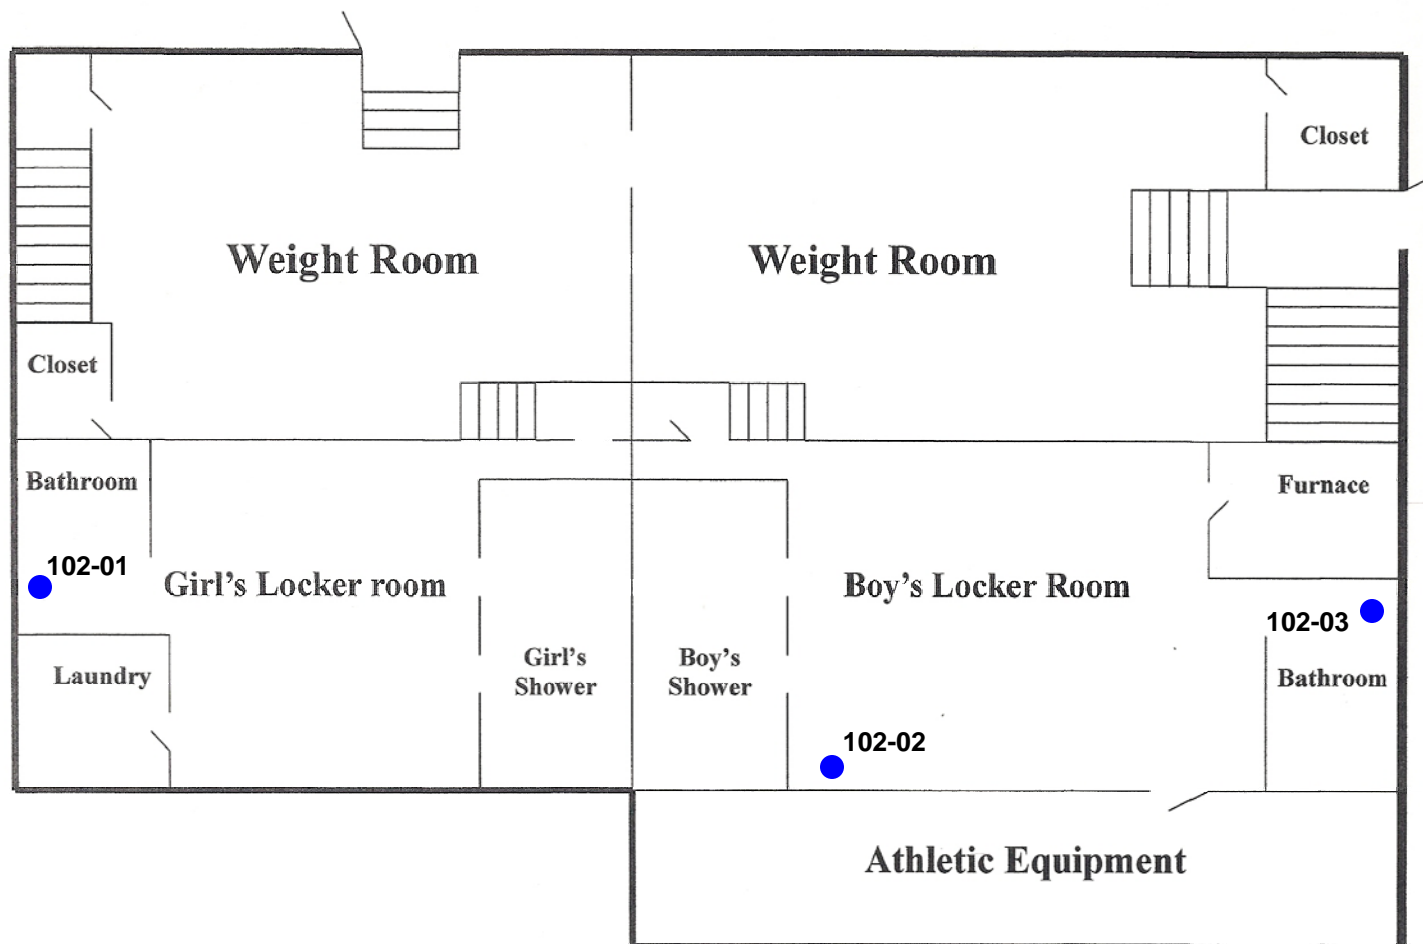 Closet
Weight Room
Weight Room
Closet
Bathroom
Furnace
102-01
Girl's Locker room
Boy's Locker Room
102-03
Girl's
Shower
Boy's
Shower
Laundry
Bathroom
102-02
Athletic Equipment